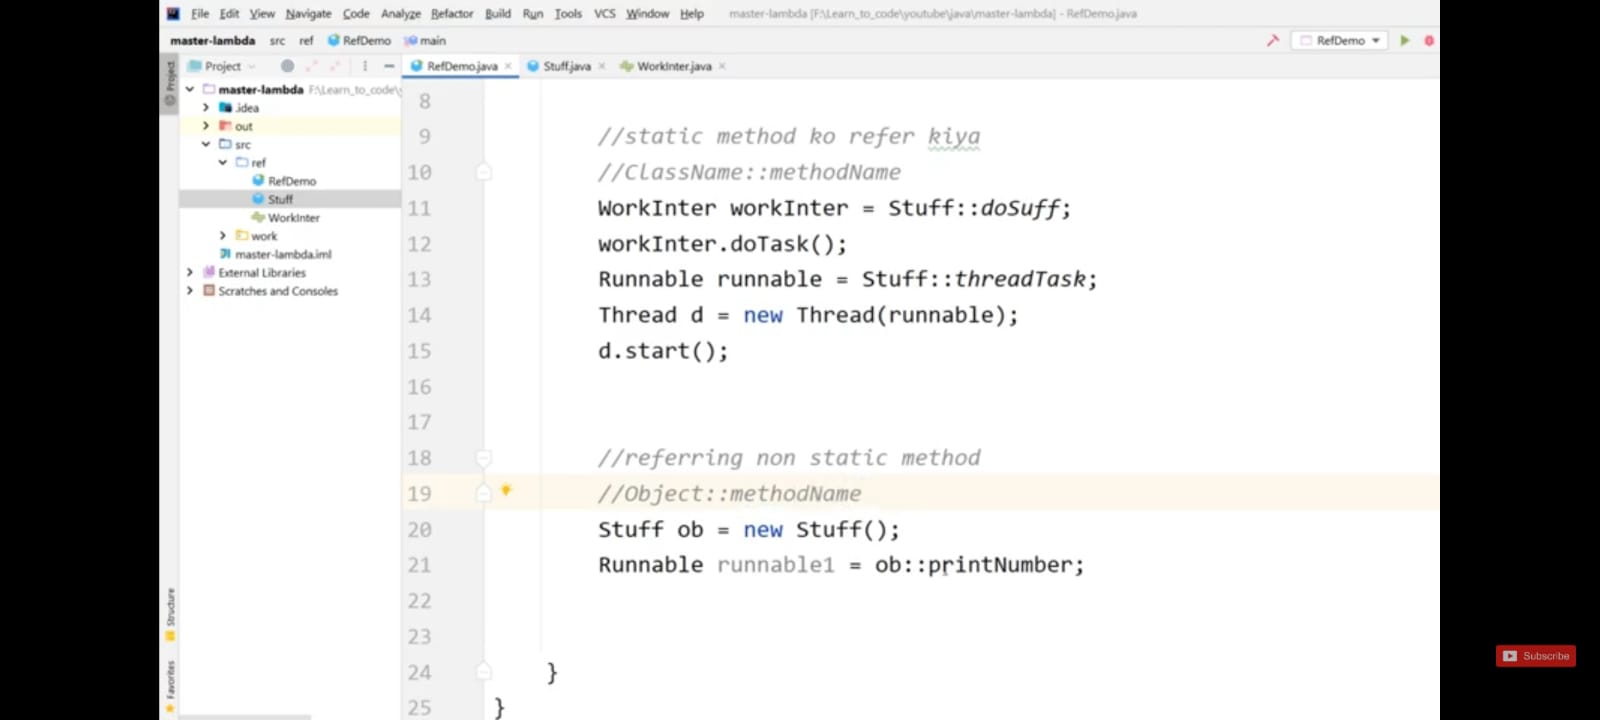 File Edit View Navigate Code Analyze Refactor Build Run Tools VCS Window Help master-lambda [F:\Learn_to_code\youtube\java\master-lambda] - RefDemo.java
master-lambda src ref RefDemo main RefDemo
Project Project RefDemo.java Stuff.java WorkInter.java
master-lambda F:\Learn_to_code\
.idea
out
src
ref
RefDemo
Stuff
WorkInter
work
master-lambda.iml
External Libraries
Scratches and Consoles
Structure
Favorites
8
9 //static method ko refer kiya
10 //ClassName::methodName
11 WorkInter workInter = Stuff::doSuff;
12 workInter.doTask();
13 Runnable runnable = Stuff::threadTask;
14 Thread d = new Thread(runnable);
15 d.start();
16
17
18 //referring non static method
19 //Object::methodName
20 Stuff ob = new Stuff();
21 Runnable runnable1 = ob::printNumber;
22
23
24 }
25 }
Subscribe